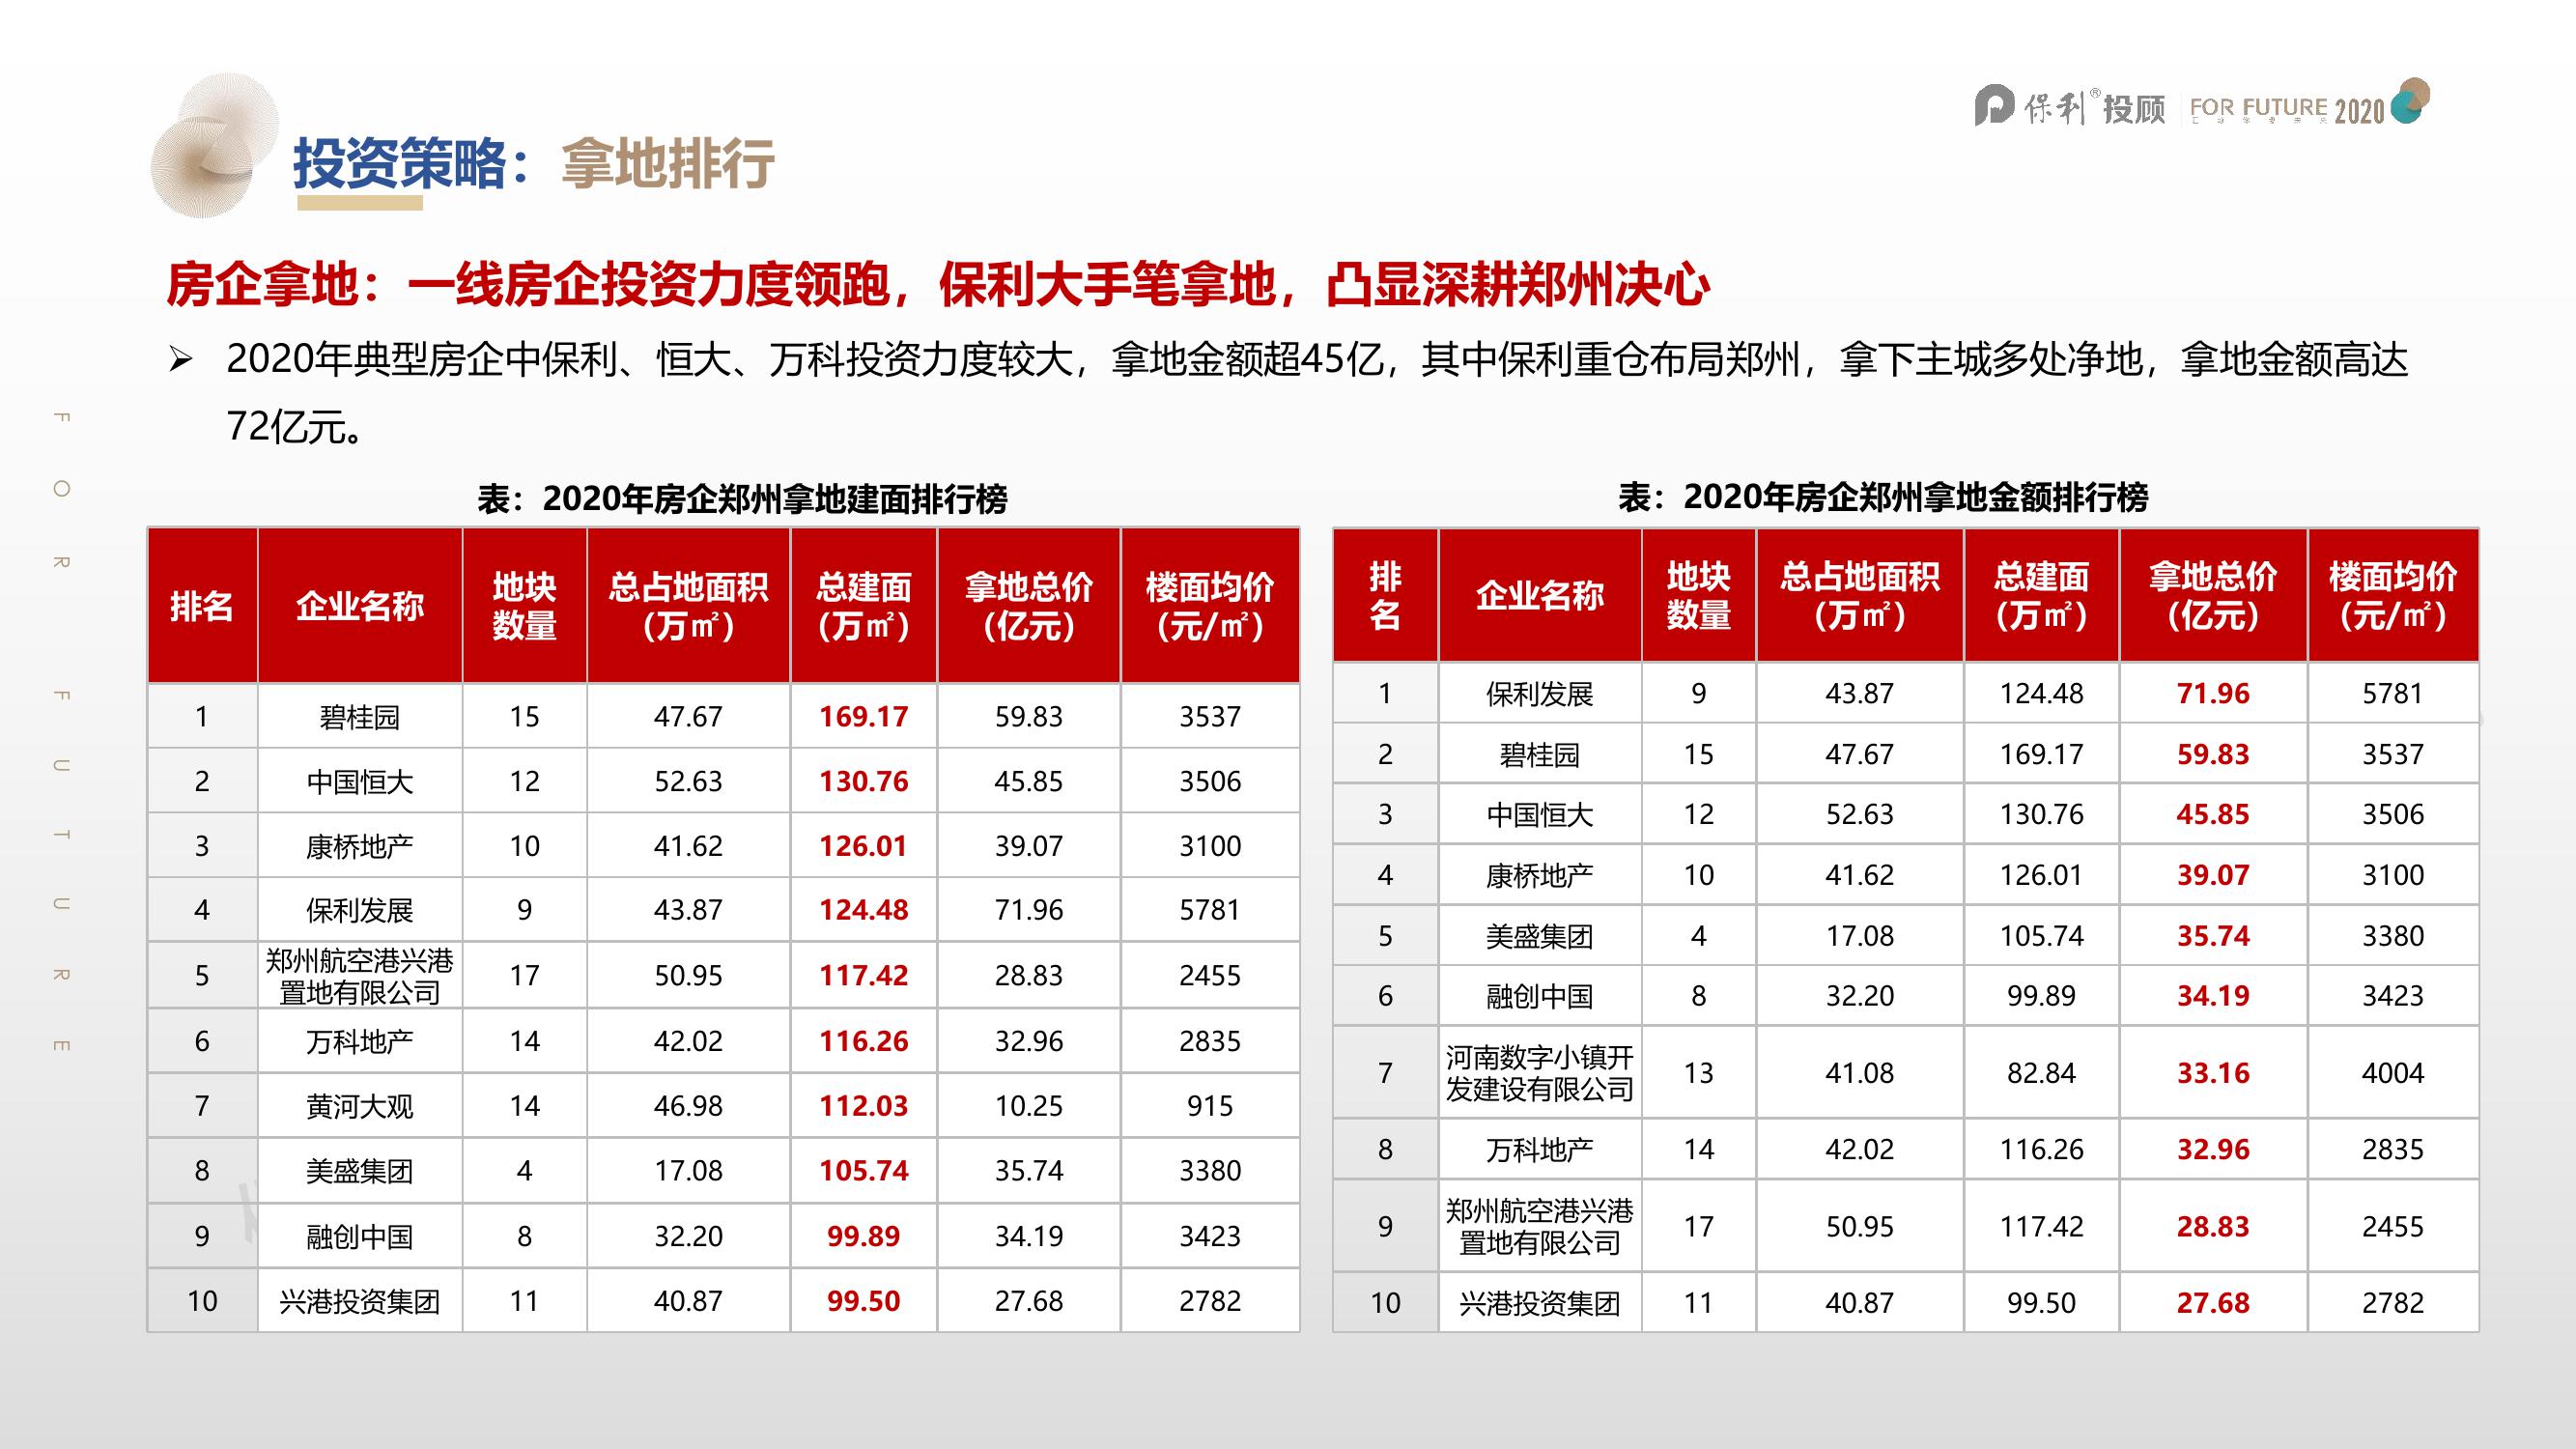 保利®投顾 FOR FUTURE 2020
投资策略：拿地排行
房企拿地：一线房企投资力度领跑，保利大手笔拿地，凸显深耕郑州决心
➢ 2020年典型房企中保利、恒大、万科投资力度较大，拿地金额超45亿，其中保利重仓布局郑州，拿下主城多处净地，拿地金额高达
72亿元。
FOR FUTURE
表：2020年房企郑州拿地建面排行榜
排名 企业名称 地块数量 总占地面积（万㎡） 总建面（万㎡） 拿地总价（亿元） 楼面均价（元/㎡）
1 碧桂园 15 47.67 169.17 59.83 3537
2 中国恒大 12 52.63 130.76 45.85 3506
3 康桥地产 10 41.62 126.01 39.07 3100
4 保利发展 9 43.87 124.48 71.96 5781
5 郑州航空港兴港置地有限公司 17 50.95 117.42 28.83 2455
6 万科地产 14 42.02 116.26 32.96 2835
7 黄河大观 14 46.98 112.03 10.25 915
8 美盛集团 4 17.08 105.74 35.74 3380
9 融创中国 8 32.20 99.89 34.19 3423
10 兴港投资集团 11 40.87 99.50 27.68 2782
表：2020年房企郑州拿地金额排行榜
排名 企业名称 地块数量 总占地面积（万㎡） 总建面（万㎡） 拿地总价（亿元） 楼面均价（元/㎡）
1 保利发展 9 43.87 124.48 71.96 5781
2 碧桂园 15 47.67 169.17 59.83 3537
3 中国恒大 12 52.63 130.76 45.85 3506
4 康桥地产 10 41.62 126.01 39.07 3100
5 美盛集团 4 17.08 105.74 35.74 3380
6 融创中国 8 32.20 99.89 34.19 3423
7 河南数字小镇开发建设有限公司 13 41.08 82.84 33.16 4004
8 万科地产 14 42.02 116.26 32.96 2835
9 郑州航空港兴港置地有限公司 17 50.95 117.42 28.83 2455
10 兴港投资集团 11 40.87 99.50 27.68 2782